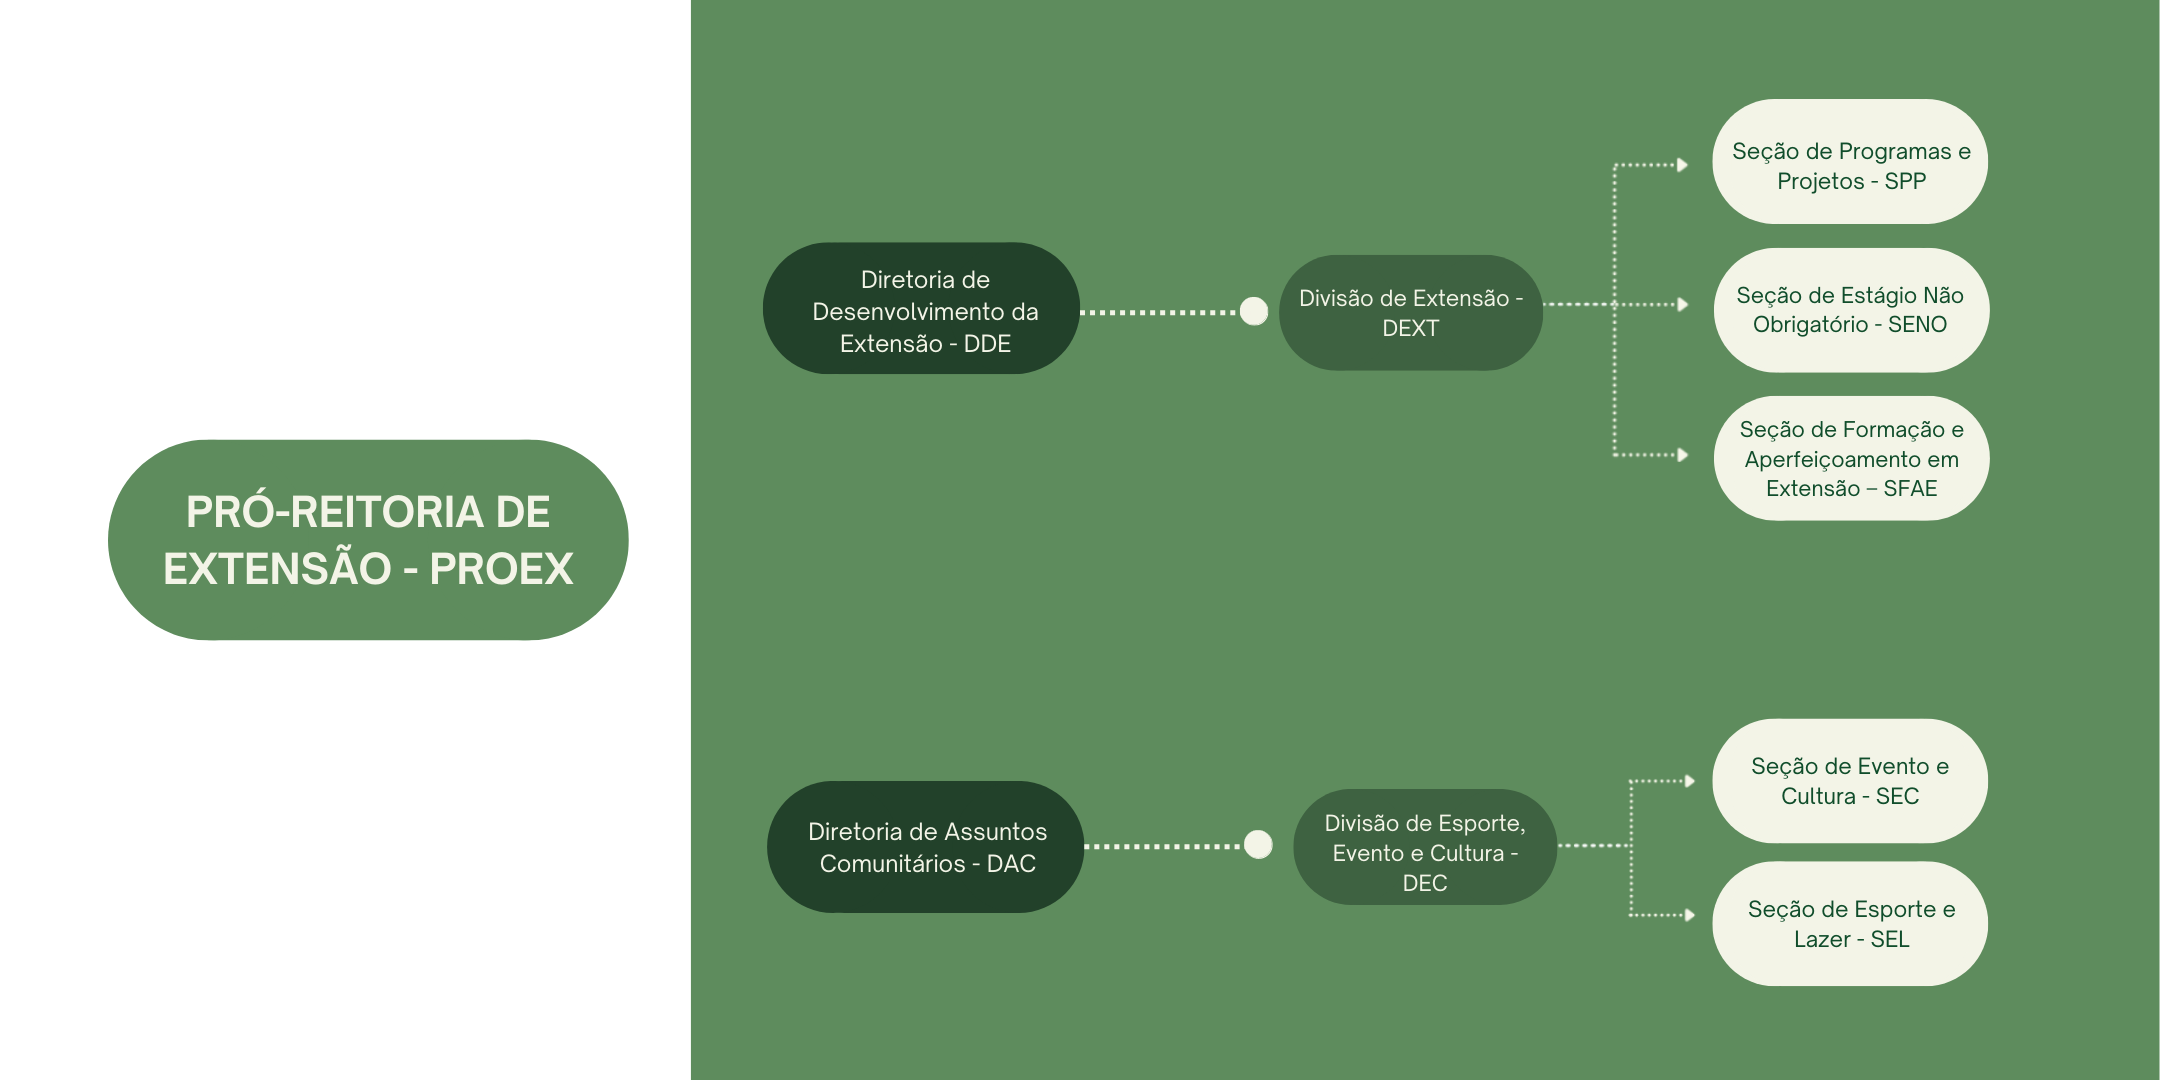 PRÓ-REITORIA DE
EXTENSÃO - PROEX
Diretoria de
Desenvolvimento da
Extensão - DDE
Divisão de Extensão -
DEXT
Seção de Programas e
Projetos - SPP
Seção de Estágio Não
Obrigatório - SENO
Seção de Formação e
Aperfeiçoamento em
Extensão – SFAE
Diretoria de Assuntos
Comunitários - DAC
Divisão de Esporte,
Evento e Cultura -
DEC
Seção de Evento e
Cultura - SEC
Seção de Esporte e
Lazer - SEL